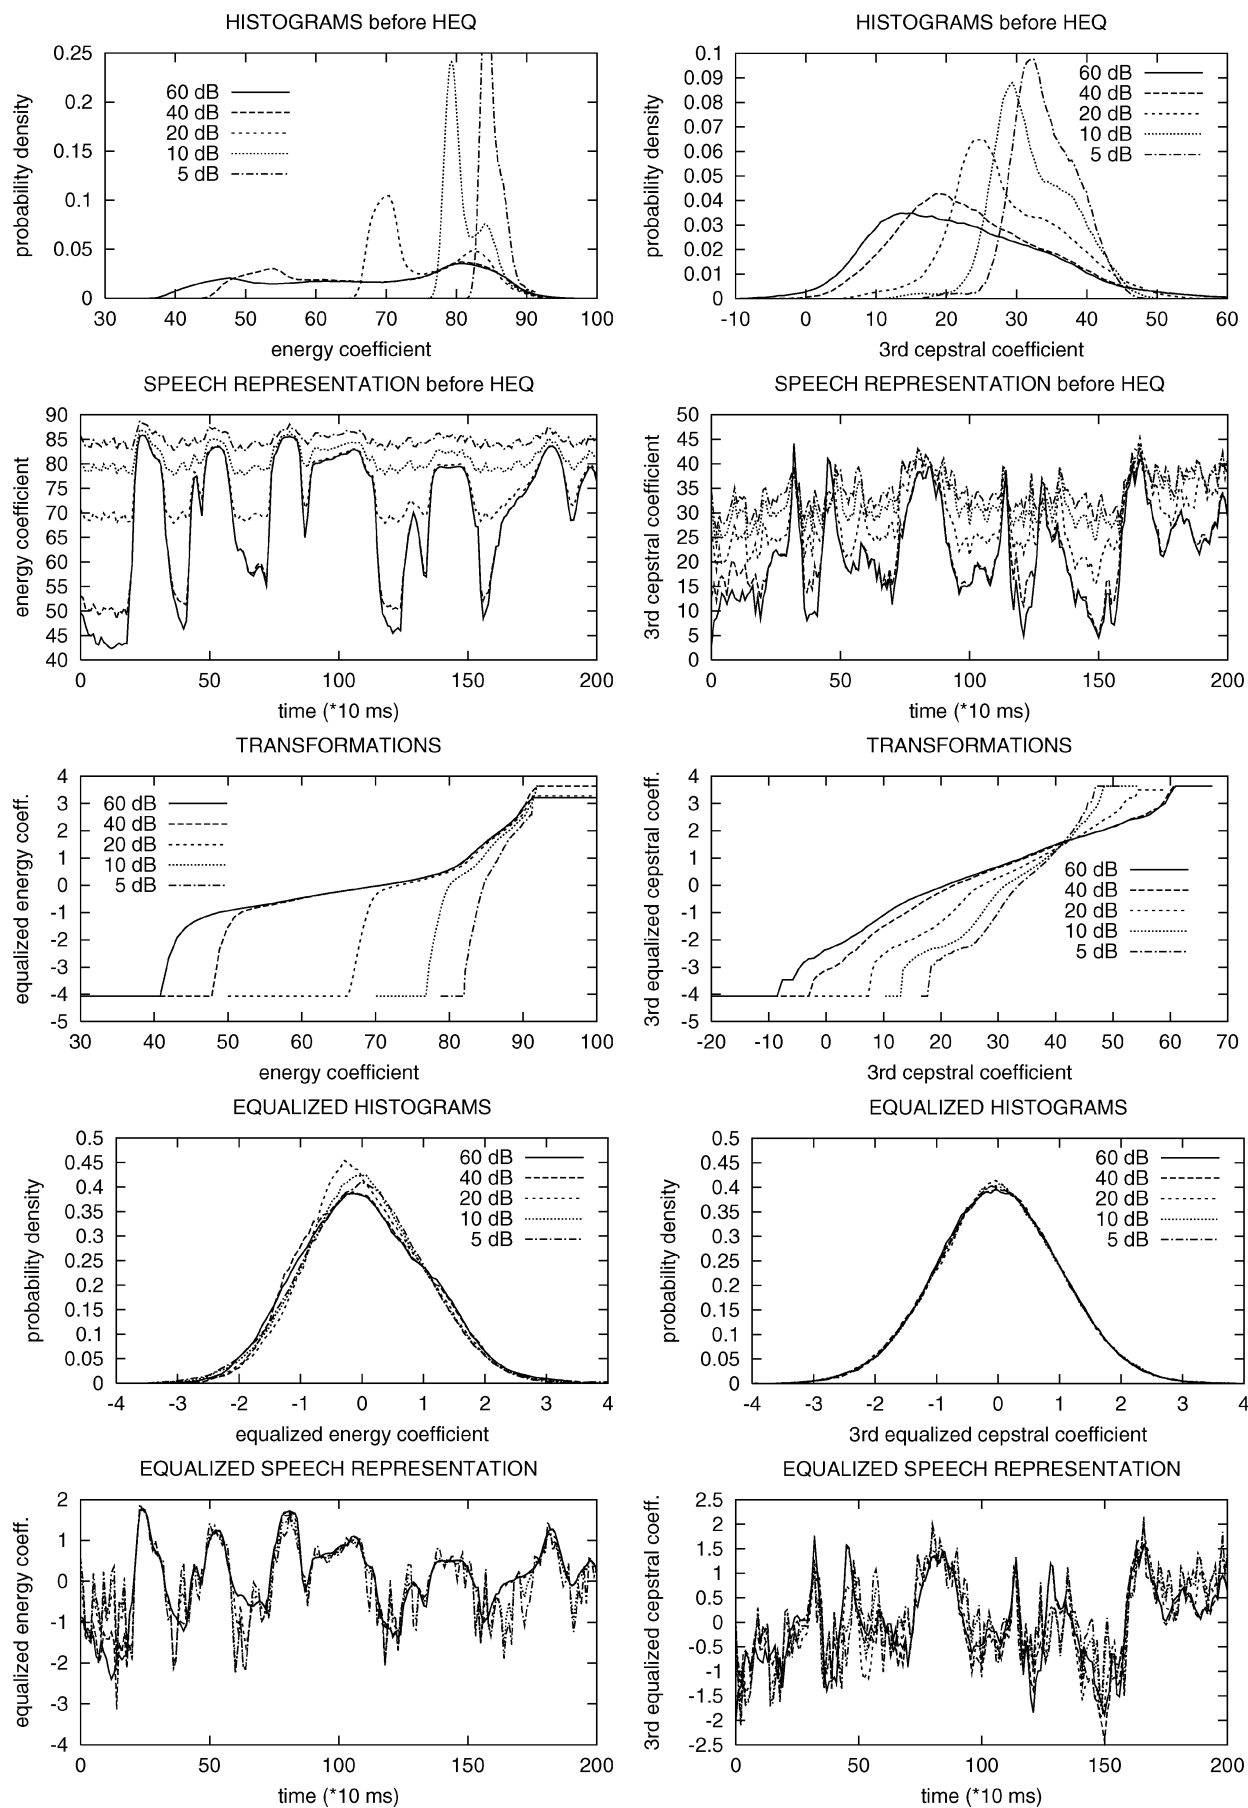 HISTOGRAMS before HEQ
probability density
0.25
0.2
0.15
0.1
0.05
0
60 dB
40 dB
20 dB
10 dB
5 dB
30 40 50 60 70 80 90 100
energy coefficient
HISTOGRAMS before HEQ
probability density
0.1
0.09
0.08
0.07
0.06
0.05
0.04
0.03
0.02
0.01
0
60 dB
40 dB
20 dB
10 dB
5 dB
-10 0 10 20 30 40 50 60
3rd cepstral coefficient
SPEECH REPRESENTATION before HEQ
energy coefficient
90
85
80
75
70
65
60
55
50
45
40
0 50 100 150 200
time (*10 ms)
SPEECH REPRESENTATION before HEQ
3rd cepstral coefficient
50
45
40
35
30
25
20
15
10
5
0
0 50 100 150 200
time (*10 ms)
TRANSFORMATIONS
equalized energy coeff.
4
3
2
1
0
-1
-2
-3
-4
-5
60 dB
40 dB
20 dB
10 dB
5 dB
30 40 50 60 70 80 90 100
energy coefficient
TRANSFORMATIONS
3rd equalized cepstral coeff.
4
3
2
1
0
-1
-2
-3
-4
-5
60 dB
40 dB
20 dB
10 dB
5 dB
-20 -10 0 10 20 30 40 50 60 70
3rd cepstral coefficient
EQUALIZED HISTOGRAMS
probability density
0.5
0.45
0.4
0.35
0.3
0.25
0.2
0.15
0.1
0.05
0
60 dB
40 dB
20 dB
10 dB
5 dB
-4 -3 -2 -1 0 1 2 3 4
equalized energy coefficient
EQUALIZED HISTOGRAMS
probability density
0.5
0.45
0.4
0.35
0.3
0.25
0.2
0.15
0.1
0.05
0
60 dB
40 dB
20 dB
10 dB
5 dB
-4 -3 -2 -1 0 1 2 3 4
3rd equalized cepstral coefficient
EQUALIZED SPEECH REPRESENTATION
equalized energy coeff.
2
1
0
-1
-2
-3
-4
0 50 100 150 200
time (*10 ms)
EQUALIZED SPEECH REPRESENTATION
3rd equalized cepstral coeff.
2.5
2
1.5
1
0.5
0
-0.5
-1
-1.5
-2
-2.5
0 50 100 150 200
time (*10 ms)